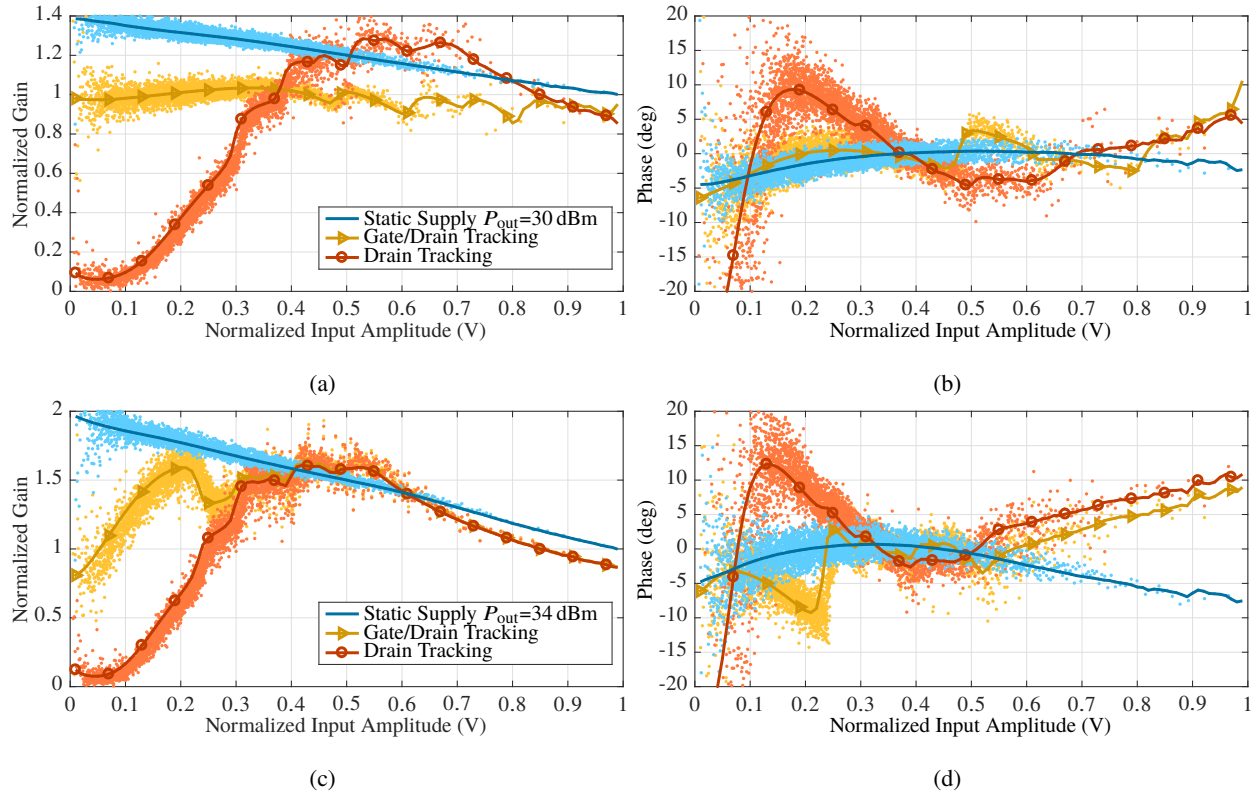 1.4
1.2
1
0.8
0.6
0.4
0.2
0
Normalized Gain
Static Supply Pout=30 dBm
Gate/Drain Tracking
Drain Tracking
0 0.1 0.2 0.3 0.4 0.5 0.6 0.7 0.8 0.9 1
Normalized Input Amplitude (V)
(a)
20
15
10
5
0
-5
-10
-15
-20
Phase (deg)
0 0.1 0.2 0.3 0.4 0.5 0.6 0.7 0.8 0.9 1
Normalized Input Amplitude (V)
(b)
2
1.5
1
0.5
0
Normalized Gain
Static Supply Pout=34 dBm
Gate/Drain Tracking
Drain Tracking
0 0.1 0.2 0.3 0.4 0.5 0.6 0.7 0.8 0.9 1
Normalized Input Amplitude (V)
(c)
20
15
10
5
0
-5
-10
-15
-20
Phase (deg)
0 0.1 0.2 0.3 0.4 0.5 0.6 0.7 0.8 0.9 1
Normalized Input Amplitude (V)
(d)